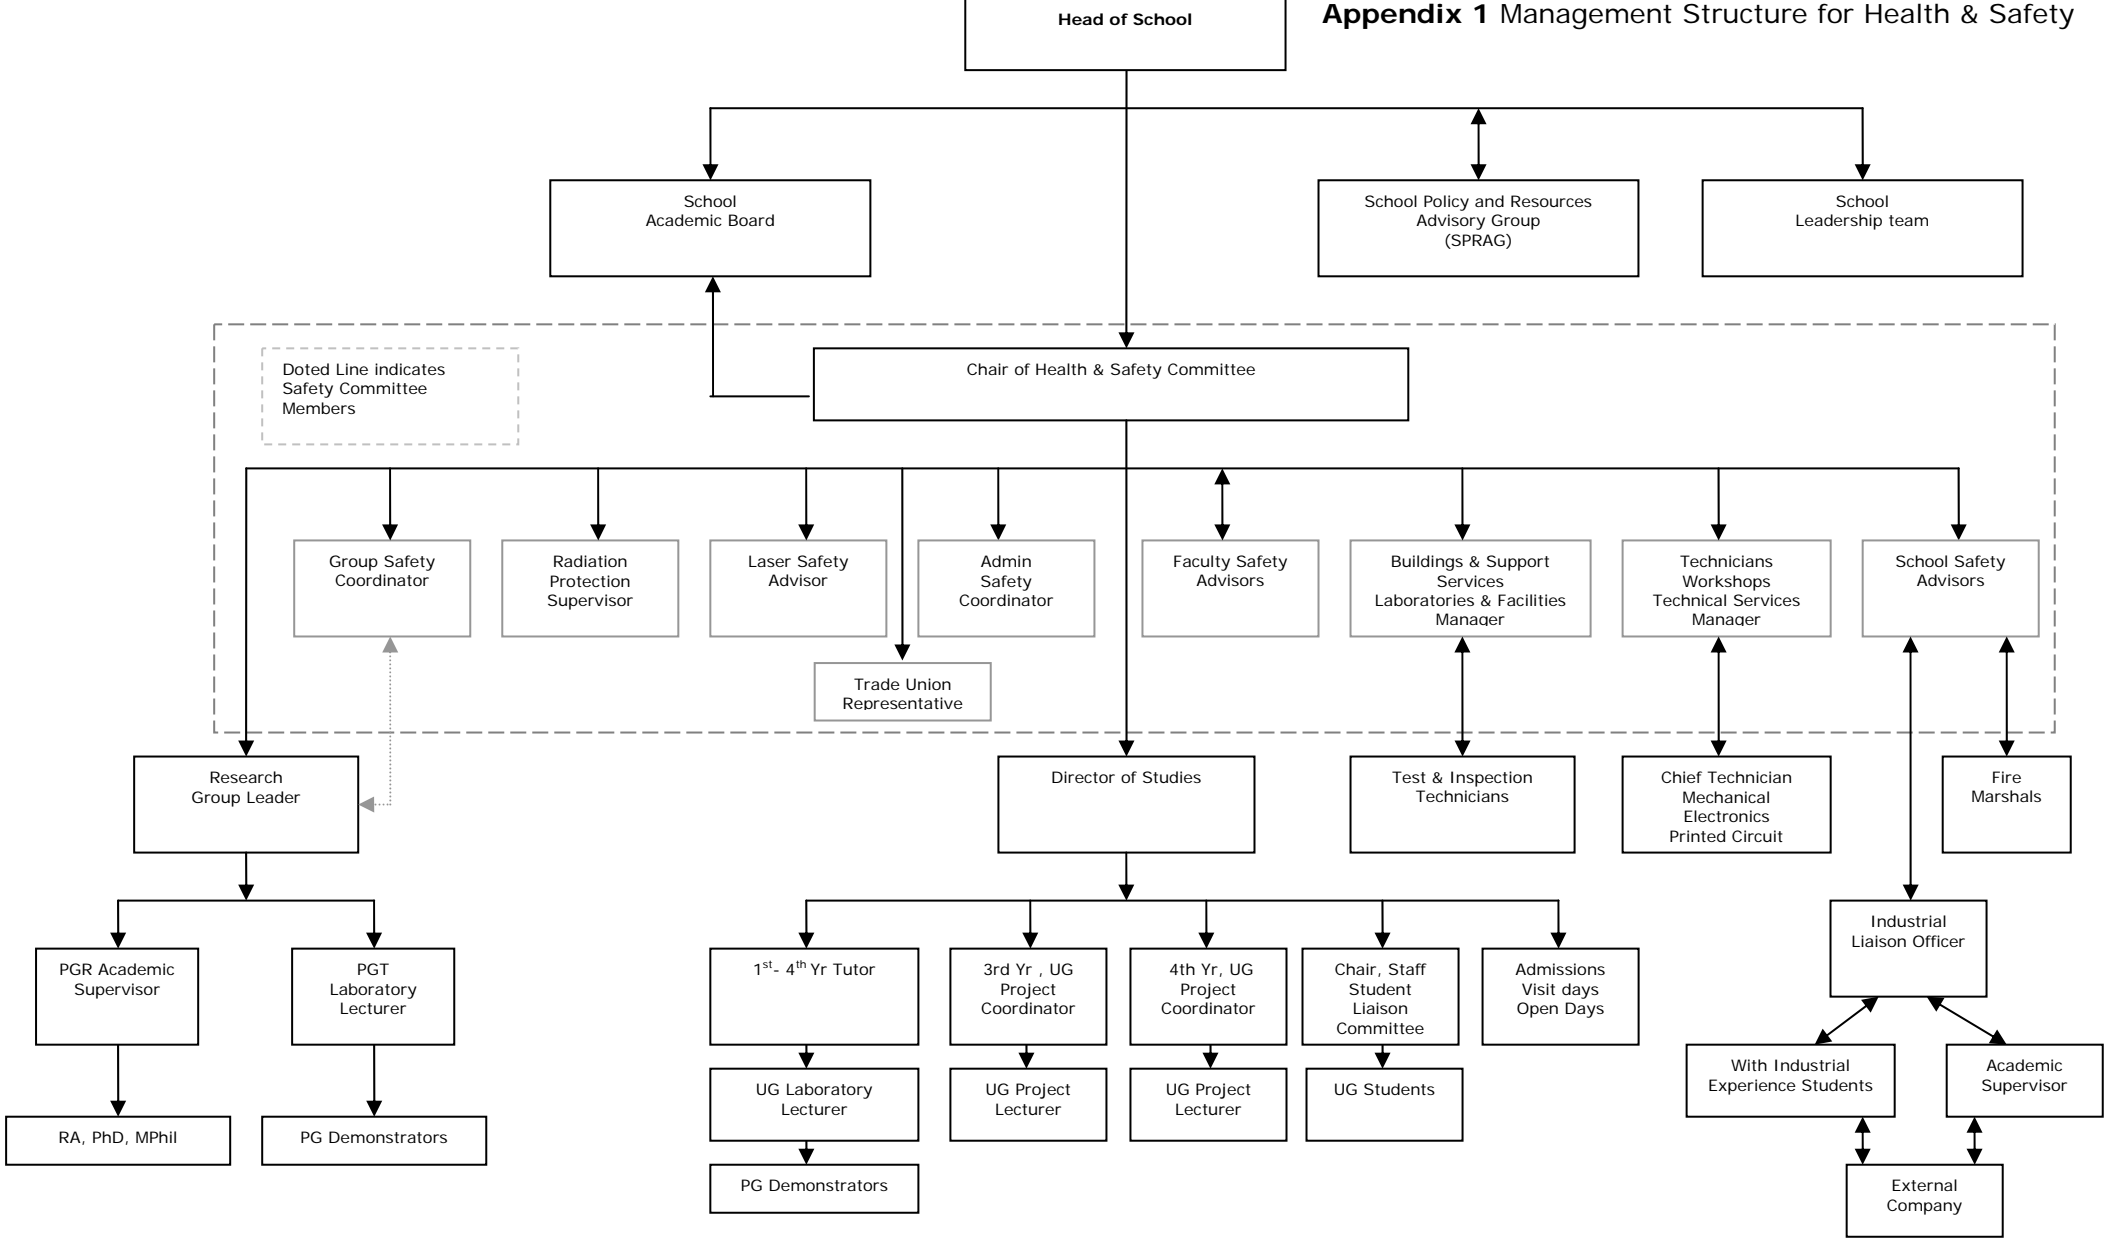 Head of School
Appendix 1 Management Structure for Health & Safety
School
Academic Board
School Policy and Resources
Advisory Group
(SPRAG)
School
Leadership team
Doted Line indicates
Safety Committee
Members
Chair of Health & Safety Committee
Group Safety
Coordinator
Radiation
Protection
Supervisor
Laser Safety
Advisor
Admin
Safety
Coordinator
Faculty Safety
Advisors
Buildings & Support
Services
Laboratories & Facilities
Manager
Technicians
Workshops
Technical Services
Manager
School Safety
Advisors
Trade Union
Representative
Research
Group Leader
Director of Studies
Test & Inspection
Technicians
Chief Technician
Mechanical
Electronics
Printed Circuit
Fire
Marshals
Industrial
Liaison Officer
PGR Academic
Supervisor
PGT
Laboratory
Lecturer
1st- 4th Yr Tutor
3rd Yr , UG
Project
Coordinator
4th Yr, UG
Project
Coordinator
Chair, Staff
Student
Liaison
Committee
Admissions
Visit days
Open Days
With Industrial
Experience Students
Academic
Supervisor
UG Laboratory
Lecturer
UG Project
Lecturer
UG Project
Lecturer
UG Students
RA, PhD, MPhil
PG Demonstrators
PG Demonstrators
External
Company